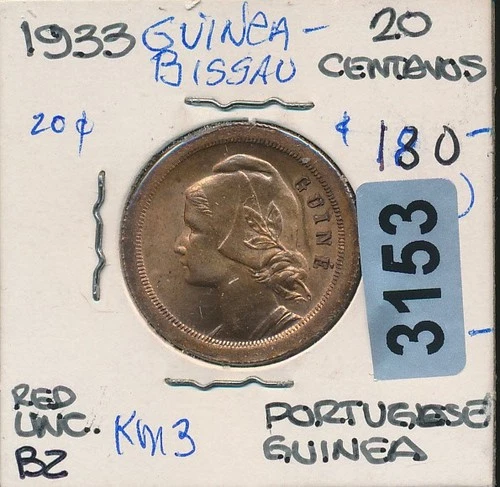 1933 GUINEA - 20
BISSAU CENTAVOS
20¢
180-
GUINÉ
3153
RED
UNC.
BZ
KM3
PORTUGESE
GUINEA